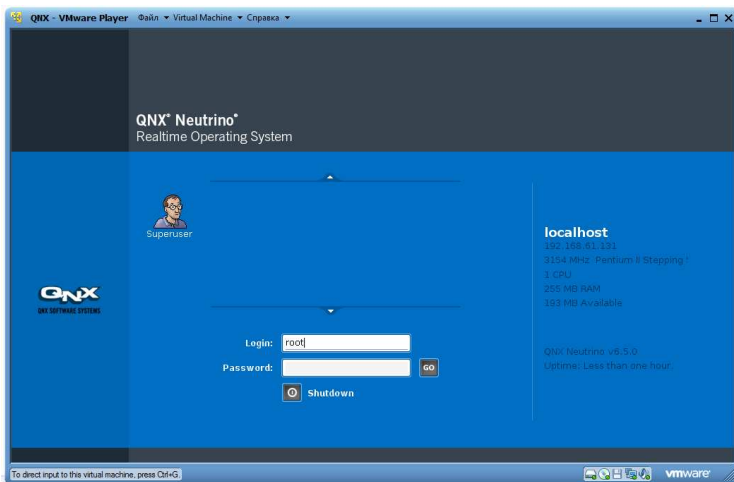 QNX - VMware Player Файл Virtual Machine Справка
QNX® Neutrino®
Realtime Operating System
Superuser
localhost
192.168.61.131
3154 MHz Pentium II Stepping
1 CPU
255 MB RAM
193 MB Available
QNX
QNX SOFTWARE SYSTEMS
Login: root
QNX Neutrino v6.5.0
Password: GO
Uptime: Less than one hour.
Shutdown
To direct input to this virtual machine, press Ctrl+G.
vmware